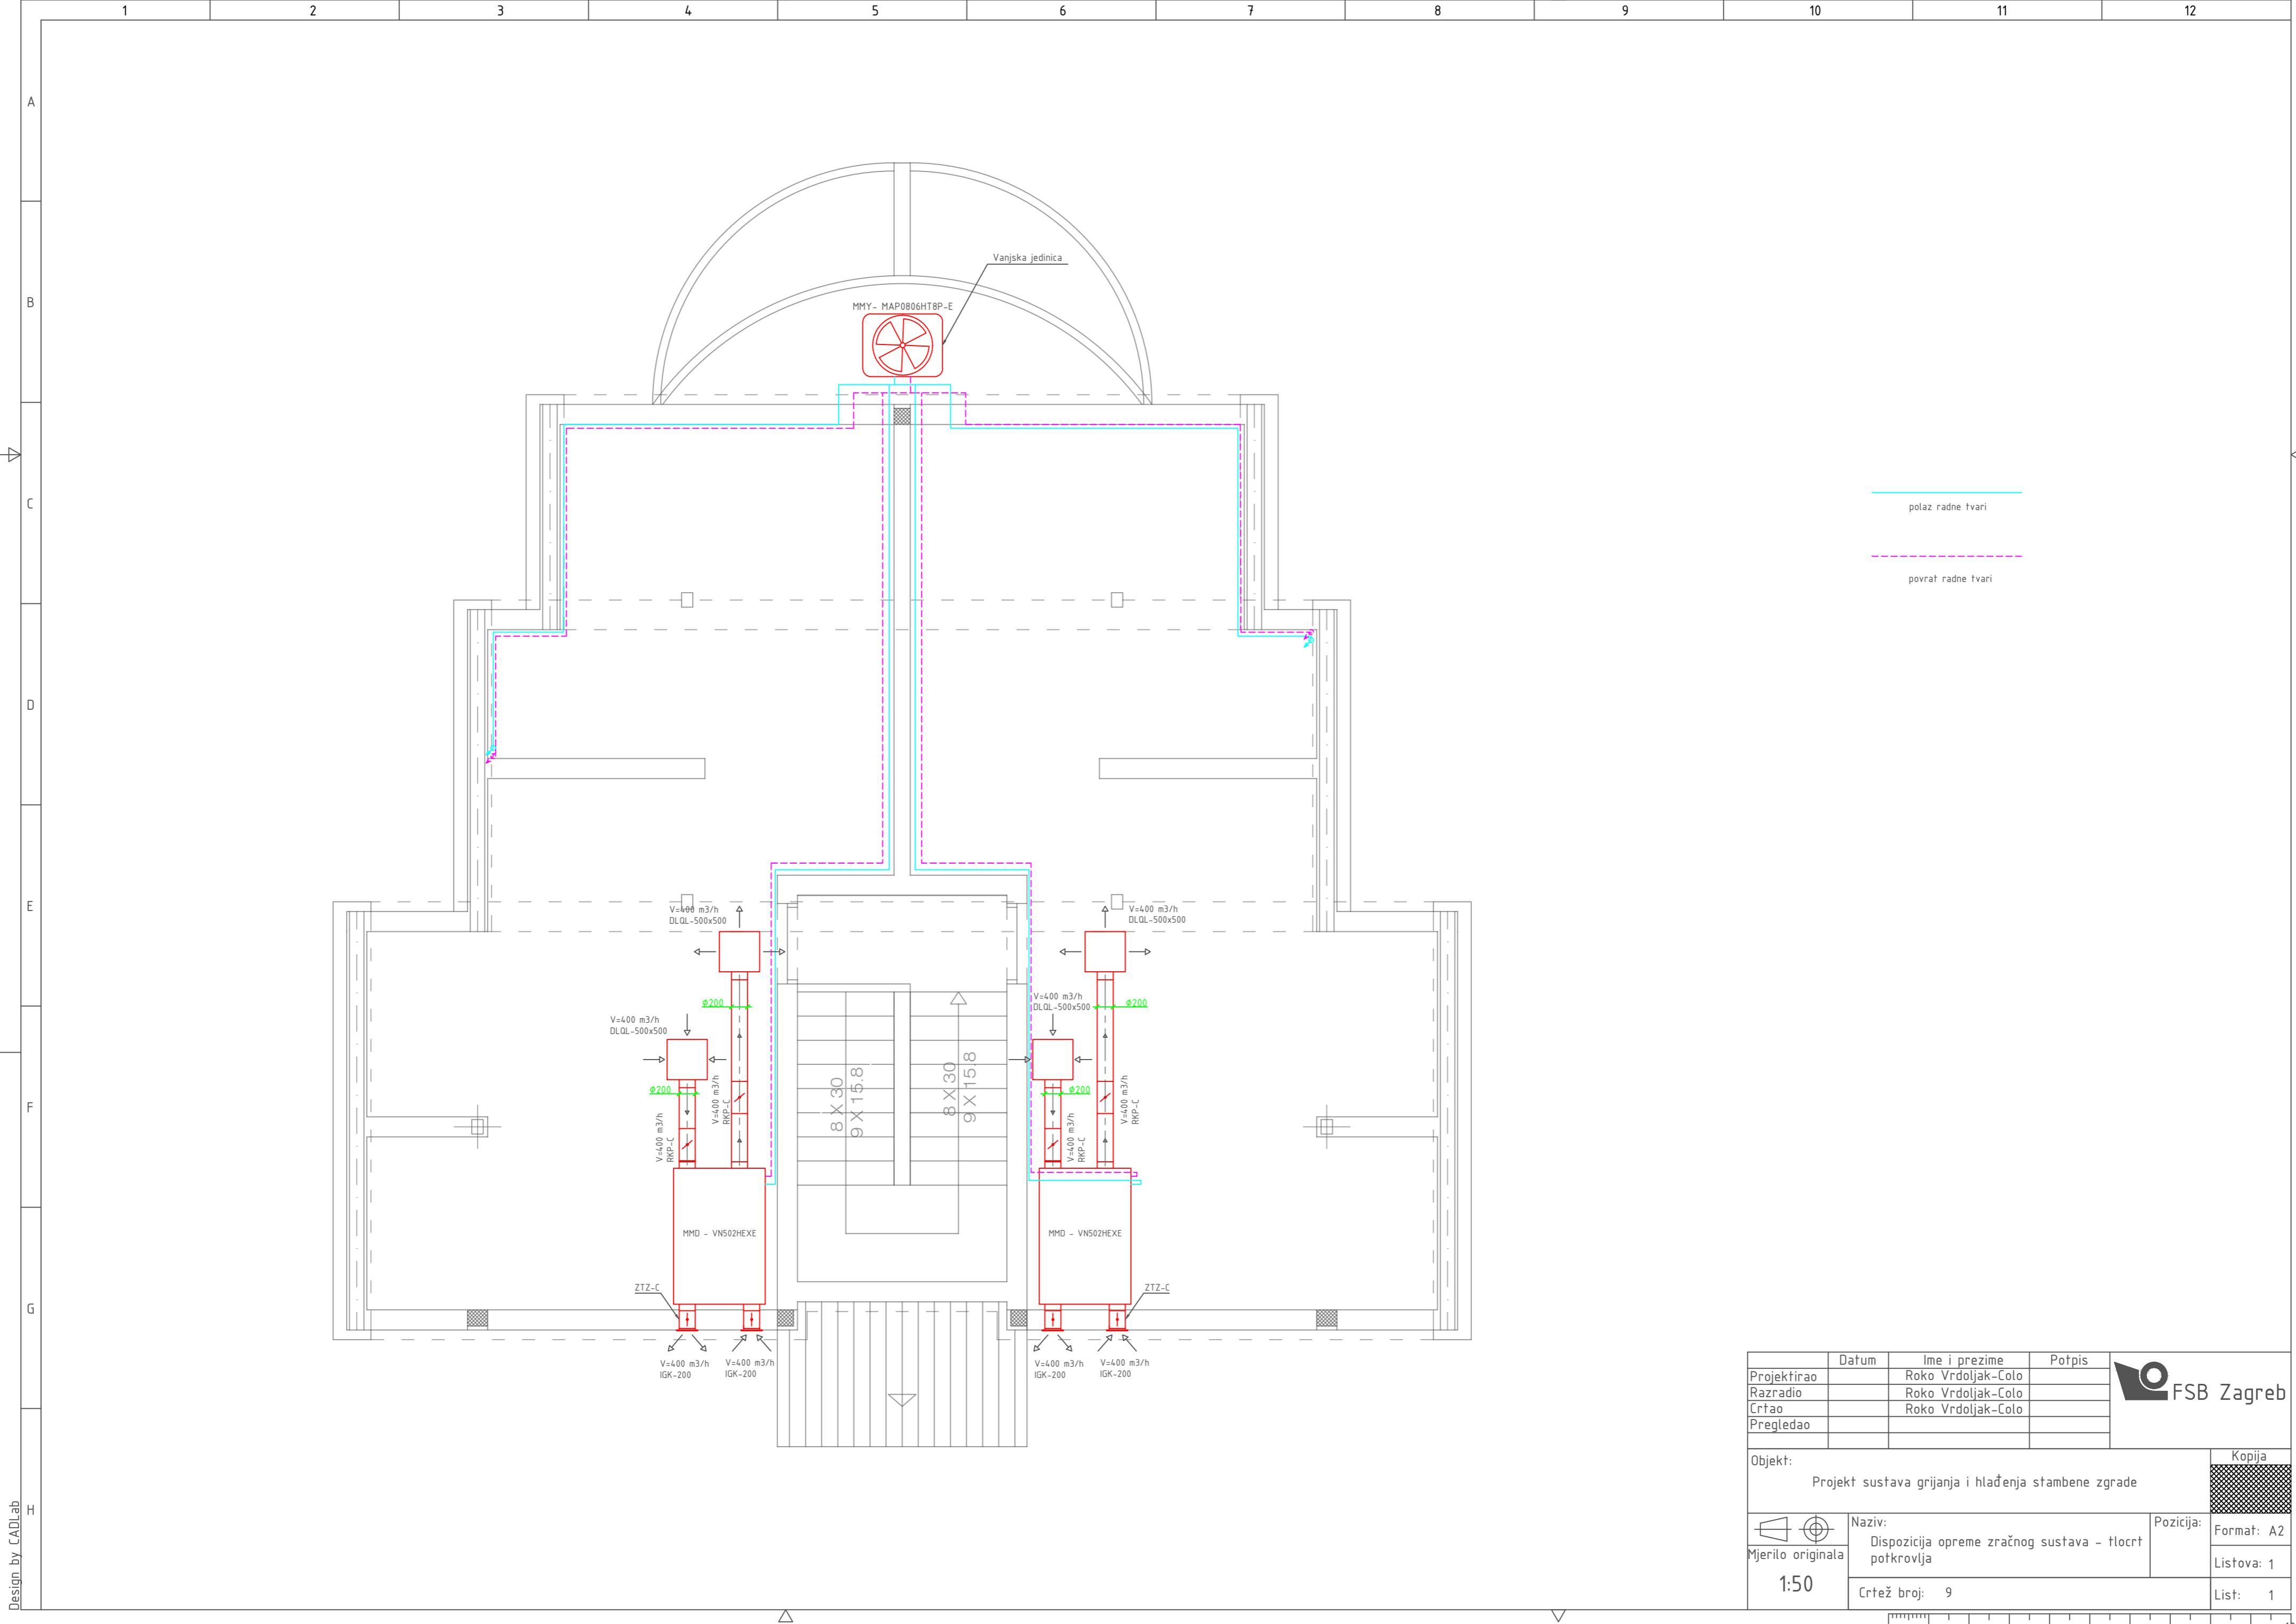 1 2 3 4 5 6 7 8 9 10 11 12
A
B
C
D
E
F
G
H
Vanjska jedinica
MMY- MAP0806HT8P-E
polaz radne tvari
povrat radne tvari
V=400 m3/h
DLQL-500x500
V=400 m3/h
DLQL-500x500
Ø200
V=400 m3/h
DLQL-500x500
Ø200
V=400 m3/h
DLQL-500x500
Ø200
Ø200
V=400 m3/h
RKP-C
V=400 m3/h
RKP-C
V=400 m3/h
RKP-C
V=400 m3/h
RKP-C
8 X 30
9 X 15.8
8 X 30
9 X 15.8
MMD - VN502HEXE
MMD - VN502HEXE
ZTZ-C
ZTZ-C
V=400 m3/h
IGK-200
V=400 m3/h
IGK-200
V=400 m3/h
IGK-200
V=400 m3/h
IGK-200
Datum Ime i prezime Potpis
Projektirao Roko Vrdoljak-Colo
Razradio Roko Vrdoljak-Colo
Crtao Roko Vrdoljak-Colo
Pregledao
FSB Zagreb
Objekt:
Projekt sustava grijanja i hlađenja stambene zgrade
Kopija
Naziv:
Dispozicija opreme zračnog sustava - tlocrt
potkrovlja
Pozicija:
Format: A2
Mjerilo originala
1:50
Listova: 1
Crtež broj: 9
List: 1
Design by CADLab